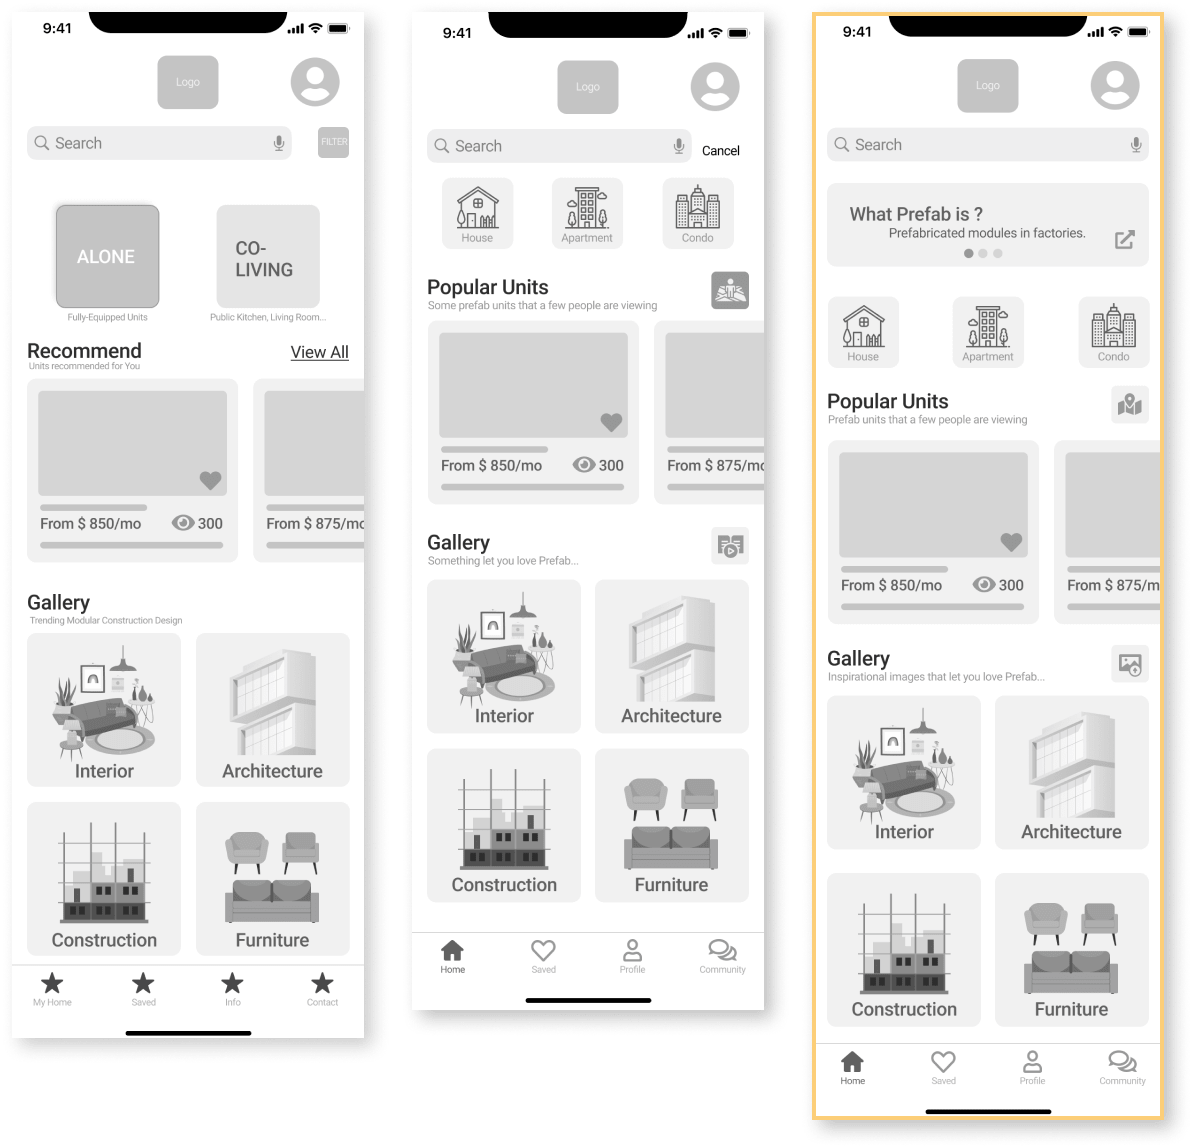 9:41
Logo
Search
FILTER
ALONE
CO-
LIVING
Fully-Equipped Units
Public Kitchen, Living Room...
Recommend
View All
Units recommended for You
From $ 850/mo
300
From $ 875/mo
Gallery
Trending Modular Construction Design
Interior
Architecture
Construction
Furniture
My Home
Saved
Info
Contact
9:41
Logo
Search
Cancel
House
Apartment
Condo
Popular Units
Some prefab units that a few people are viewing
From $ 850/mo
300
From $ 875/mo
Gallery
Something let you love Prefab...
Interior
Architecture
Construction
Furniture
Home
Saved
Profile
Community
9:41
Logo
Search
What Prefab is ?
Prefabricated modules in factories.
House
Apartment
Condo
Popular Units
Prefab units that a few people are viewing
From $ 850/mo
300
From $ 875/m
Gallery
Inspirational images that let you love Prefab...
Interior
Architecture
Construction
Furniture
Home
Saved
Profile
Community